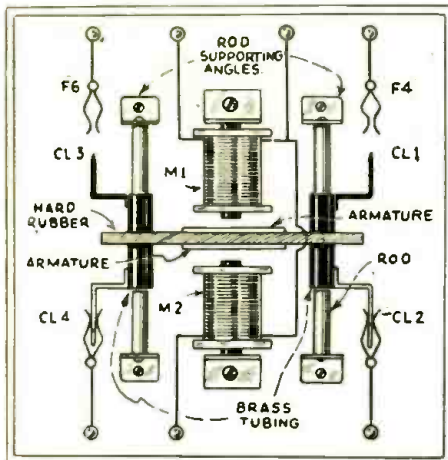 ROD
SUPPORTING
ANGLES
F6
F4
CL3
CL1
M1
HARD
RUBBER
ARMATURE
ARMATURE
ROD
CL4
M2
CL2
BRASS
TUBING